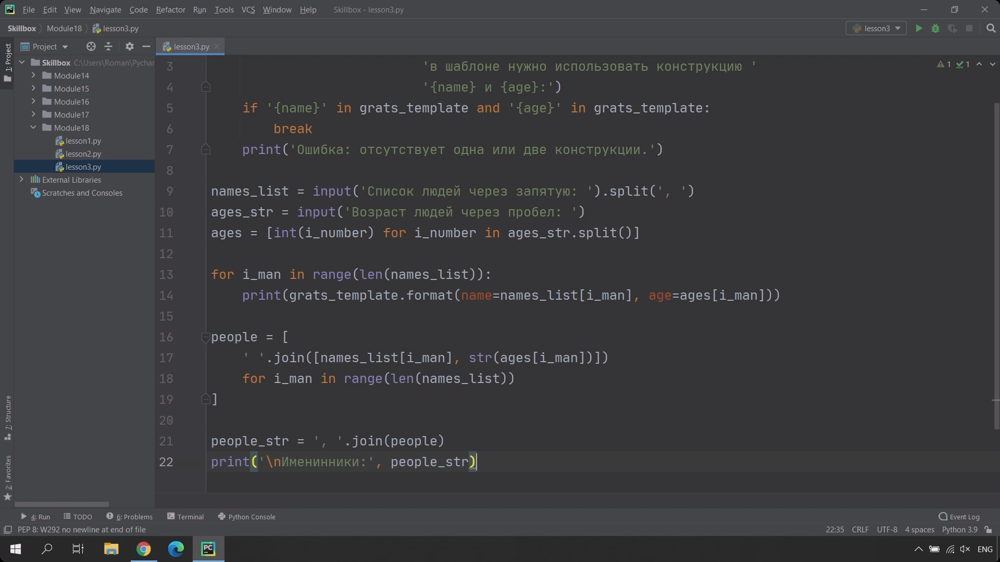 File Edit View Navigate Code Refactor Run Tools VCS Window Help Skillbox - lesson3.py
Skillbox Module18 lesson3.py lesson3
1: Project
Project
lesson3.py
Skillbox C:\Users\Roman\Pychar
Module14
Module15
Module16
Module17
Module18
lesson1.py
lesson2.py
lesson3.py
External Libraries
Scratches and Consoles
1 1
3 'в шаблоне нужно использовать конструкцию '
4 '{name} и {age}:')
5 if '{name}' in grats_template and '{age}' in grats_template:
6 break
7 print('Ошибка: отсутствует одна или две конструкции.')
8
9 names_list = input('Список людей через запятую: ').split(', ')
10 ages_str = input('Возраст людей через пробел: ')
11 ages = [int(i_number) for i_number in ages_str.split()]
12
13 for i_man in range(len(names_list)):
14 print(grats_template.format(name=names_list[i_man], age=ages[i_man]))
15
16 people = [
17 ' '.join([names_list[i_man], str(ages[i_man])])
18 for i_man in range(len(names_list))
19 ]
20
21 people_str = ', '.join(people)
22 print('\nИменинники:', people_str)
7: Structure
2: Favorites
4: Run TODO 6: Problems Terminal Python Console Event Log
PEP 8: W292 no newline at end of file 22:35 CRLF UTF-8 4 spaces Python 3.9
PC ENG